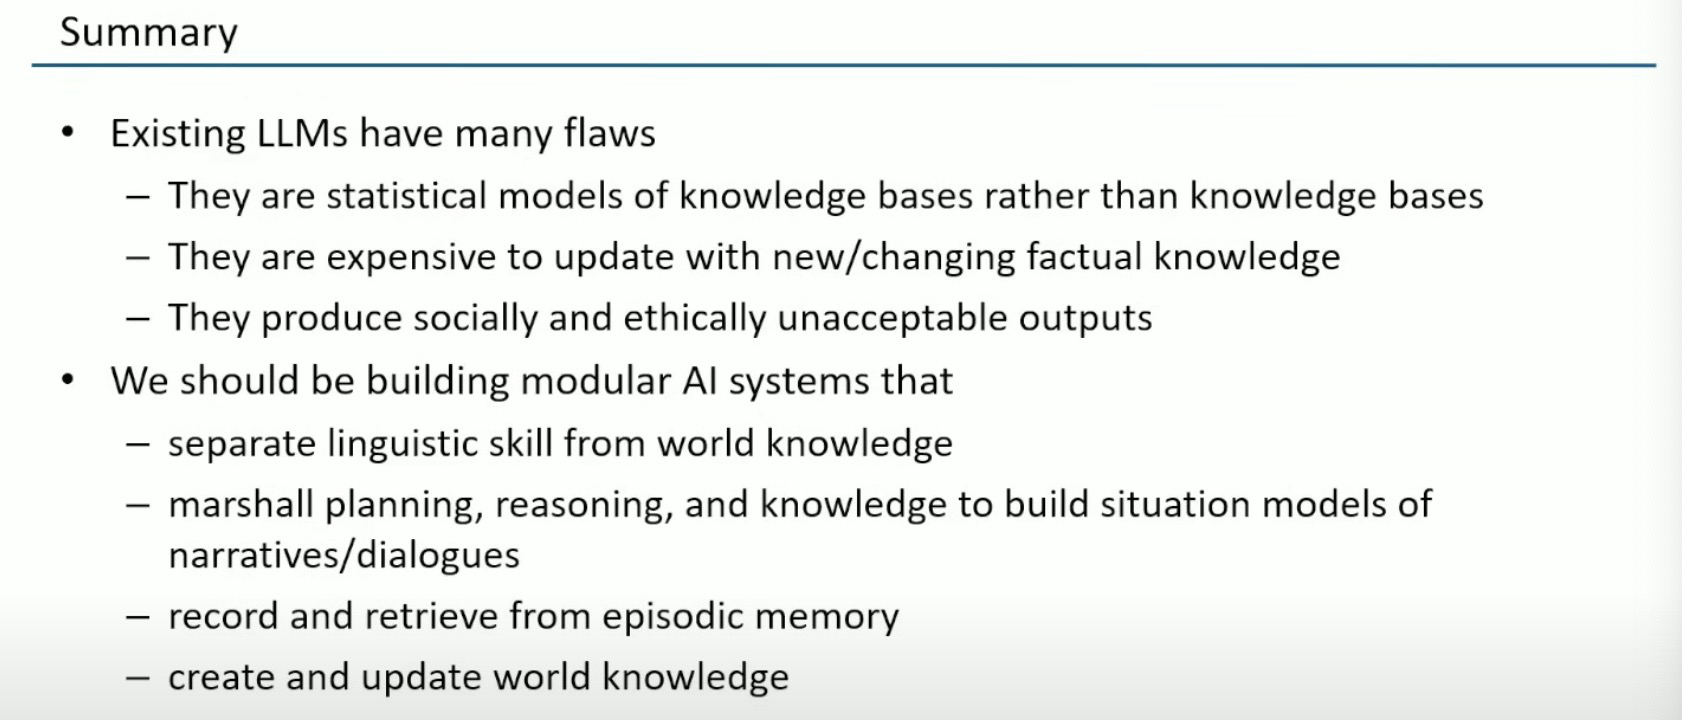 Summary
• Existing LLMs have many flaws
– They are statistical models of knowledge bases rather than knowledge bases
– They are expensive to update with new/changing factual knowledge
– They produce socially and ethically unacceptable outputs
• We should be building modular AI systems that
– separate linguistic skill from world knowledge
– marshall planning, reasoning, and knowledge to build situation models of
narratives/dialogues
– record and retrieve from episodic memory
– create and update world knowledge